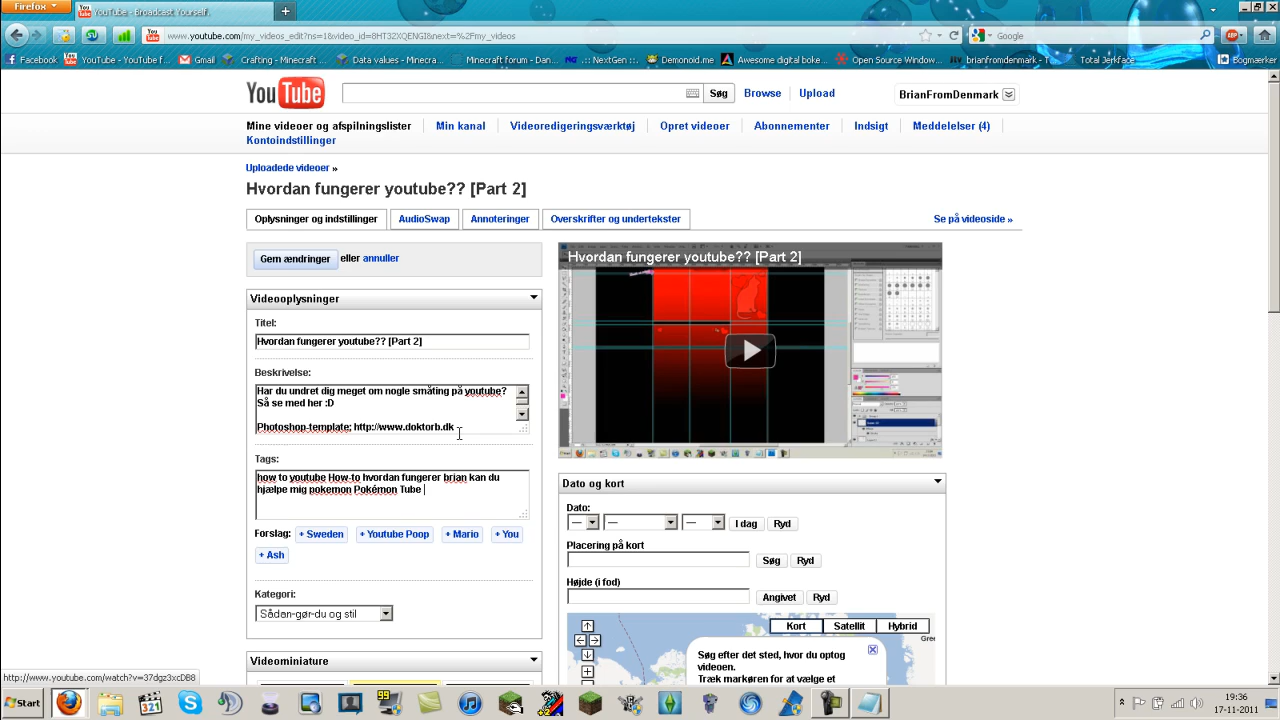 Firefox
YouTube - Broadcast Yourself.
www.youtube.com/my_videos_edit?ns=1&video_id=8HT32XQENGI&next=%2Fmy_videos
Google
Facebook YouTube - YouTube f... Gmail Crafting - Minecraft ... Data values - Minecra... Minecraft forum - Dan... .:: NextGen ::. Demonoid.me Awesome digital boke... Open Source Window... brianfromdenmark - T... Total Jerkface Bogmærker
You Tube
Søg
Browse
Upload
BrianFromDenmark
Mine videoer og afspilningslister Min kanal Videoredigeringsværktøj Opret videoer Abonnementer Indsigt Meddelelser (4)
Kontoindstillinger
Uploadede videoer »
Hvordan fungerer youtube?? [Part 2]
Oplysninger og indstillinger AudioSwap Annoteringer Overskrifter og undertekster Se på videoside »
Gem ændringer eller annuller
Hvordan fungerer youtube?? [Part 2]
Videooplysninger
Titel:
Hvordan fungerer youtube?? [Part 2]
Beskrivelse:
Har du undret dig meget om nogle småting på youtube?
Så se med her :D
Photoshop-template: http://www.doktorb.dk
Tags:
how to youtube How-to hvordan fungerer brian kan du
hjælpe mig pokemon Pokémon Tube
Forslag: + Sweden + Youtube Poop + Mario + You
+ Ash
Kategori:
Sådan-gør-du og stil
Videominiature
Dato og kort
Dato:
— — — I dag Ryd
Placering på kort
Søg Ryd
Højde (i fod)
Angivet Ryd
Kort Satellit Hybrid
Søg efter det sted, hvor du optog
videoen.
Træk markøren for at vælge et
http://www.youtube.com/watch?v=37dgz3xcDB8
Start
321
99
19:36
17-11-2011